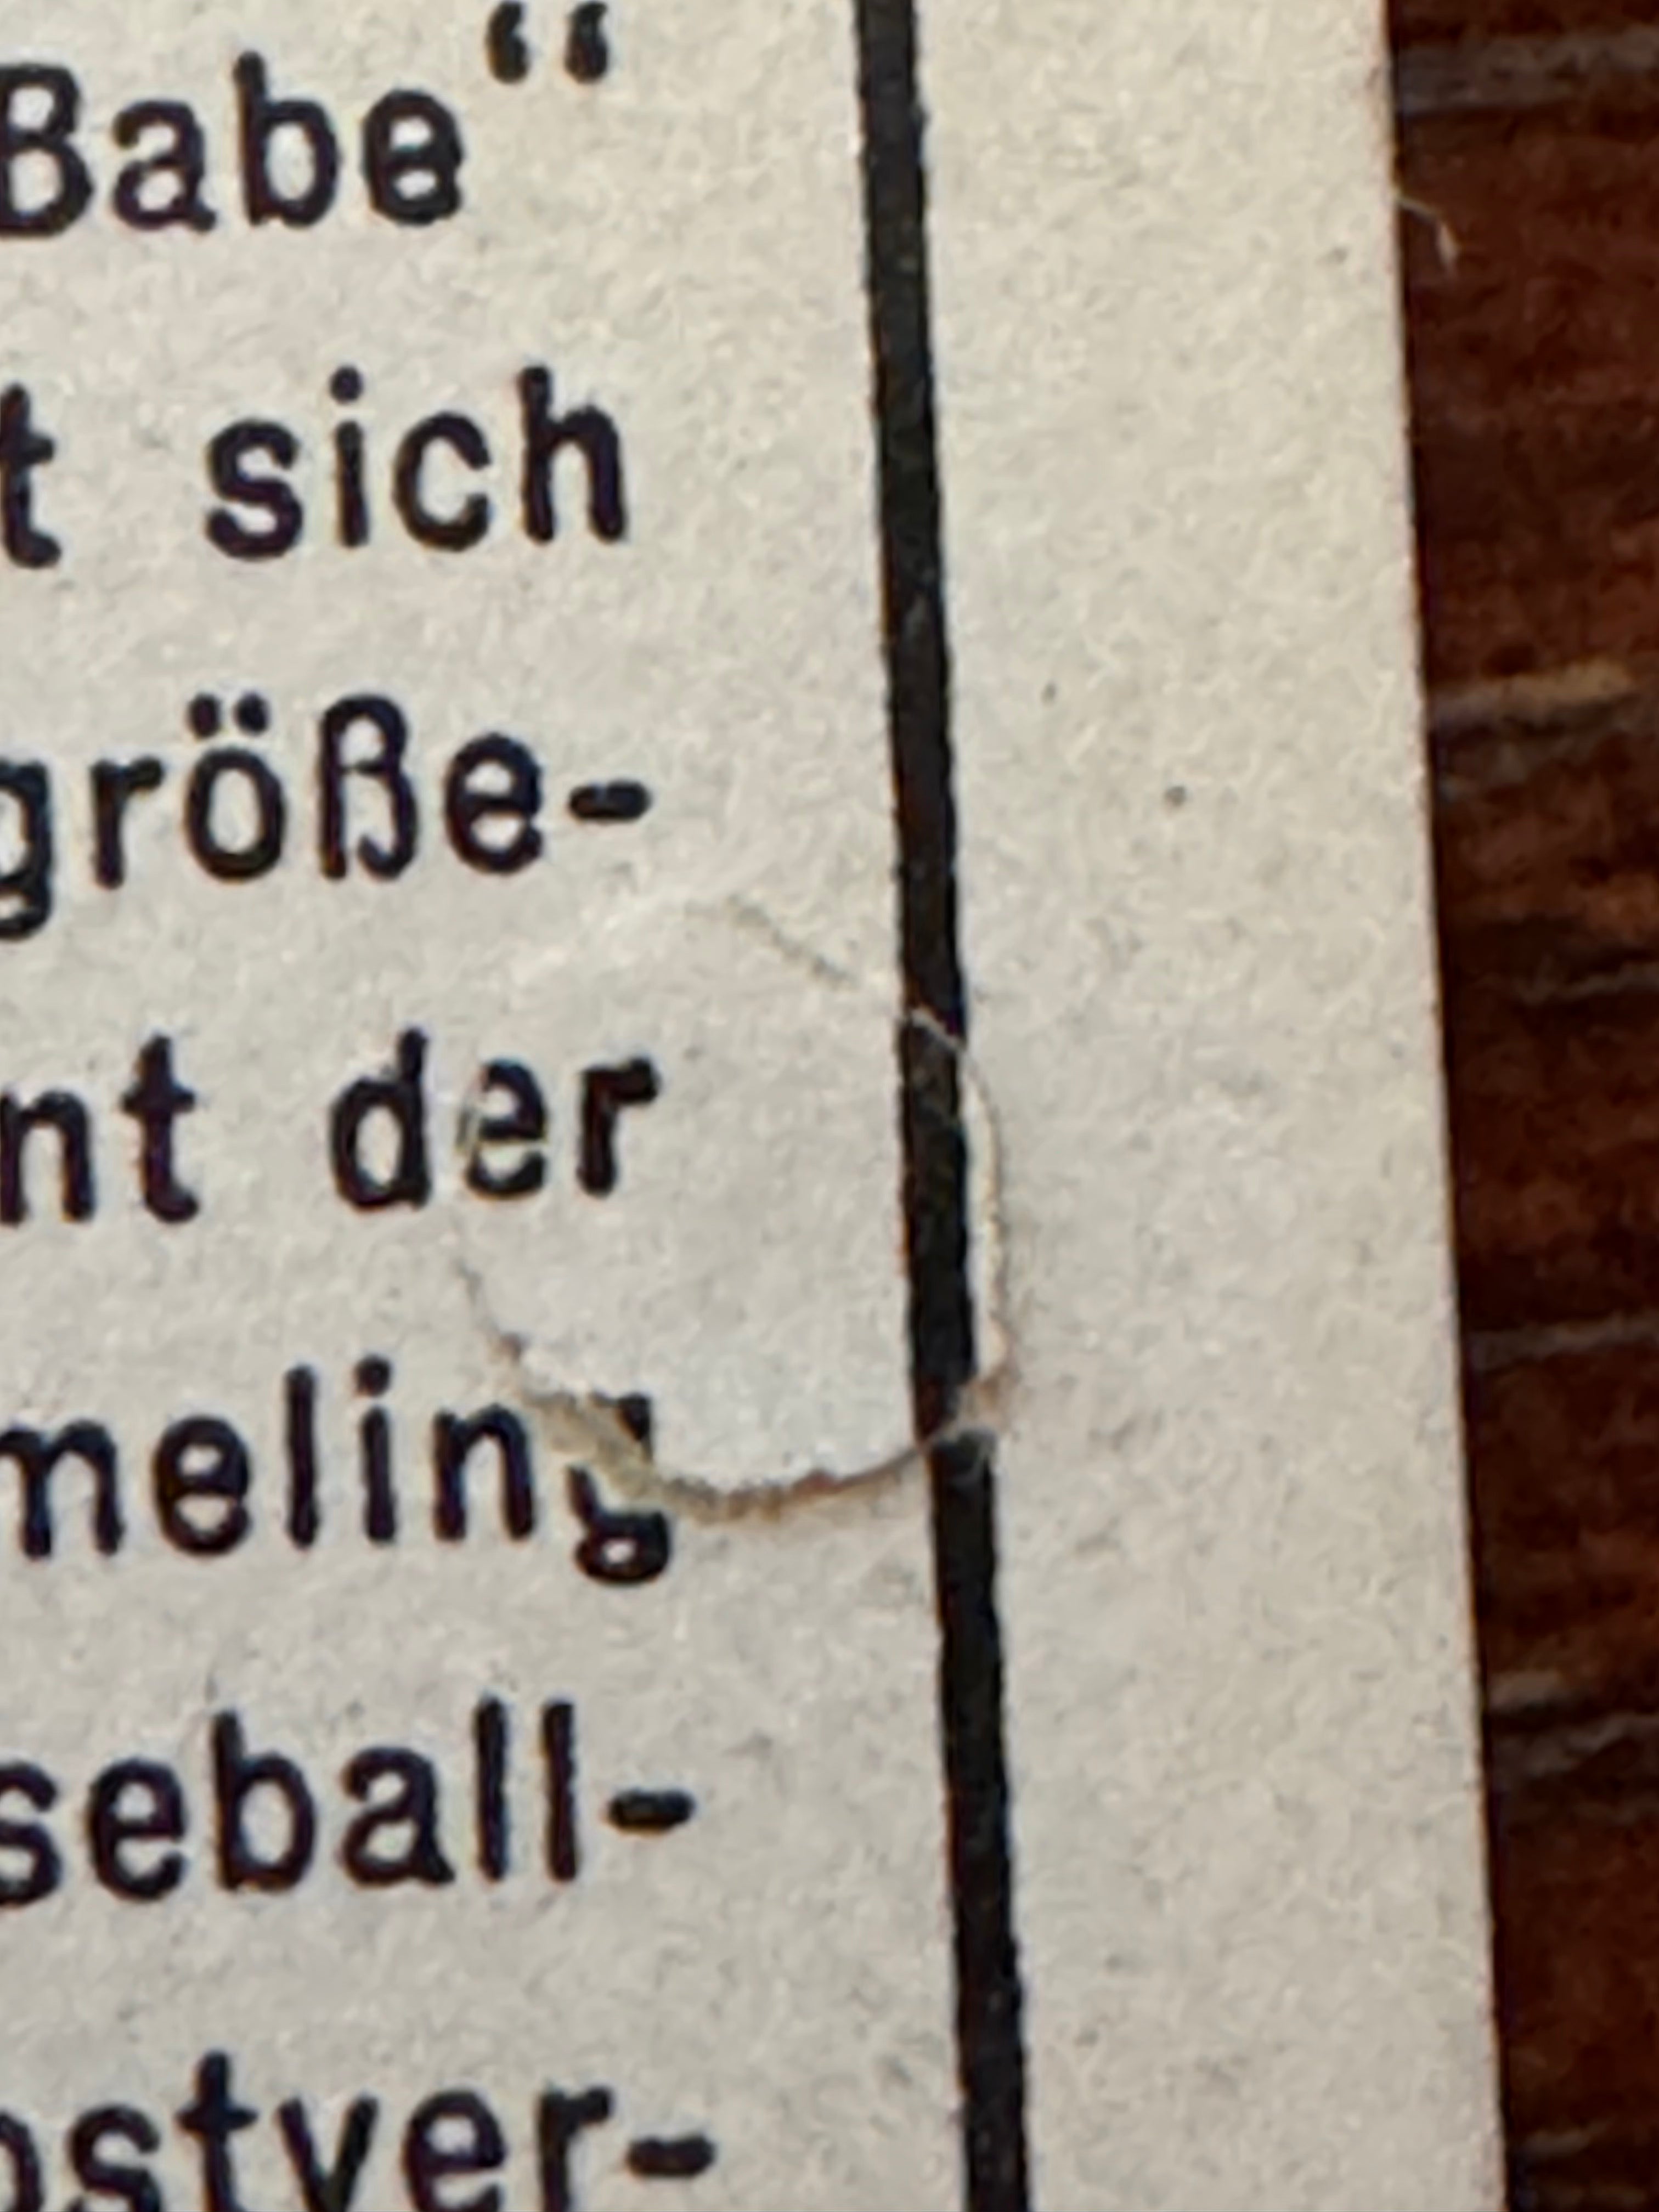 Babe“
t sich
größe-
nt der
meling
seball-
ostver-